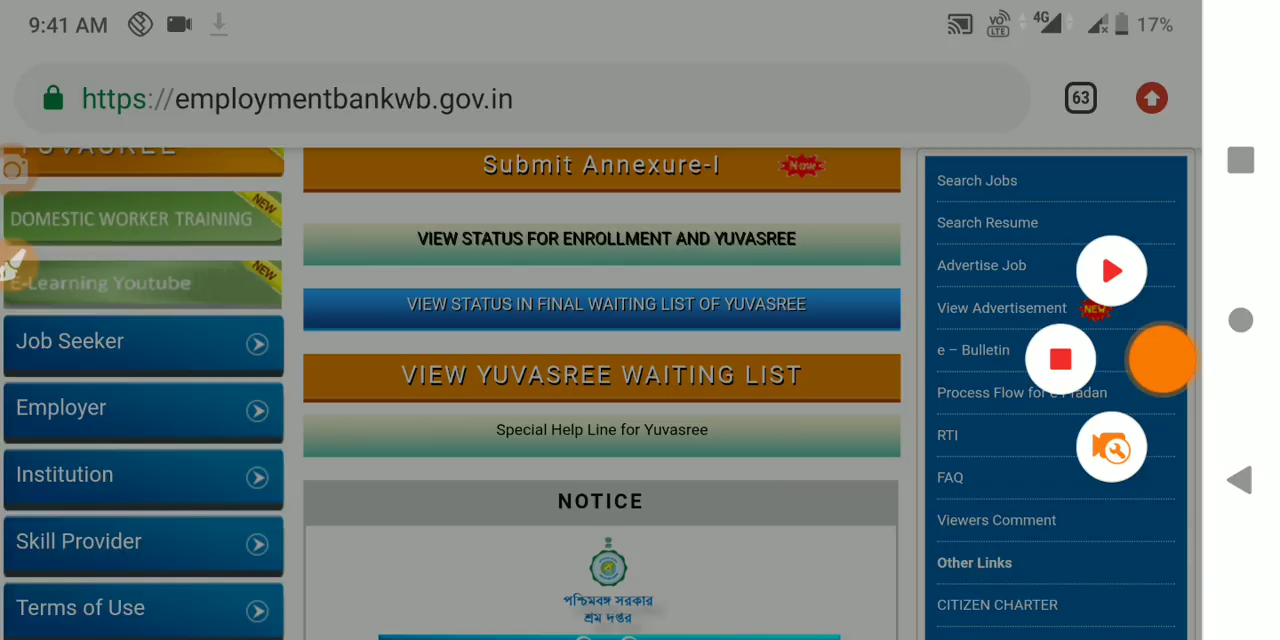 9:41 AM
VO LTE
4G
17%
https://employmentbankwb.gov.in
63
YUVASREE
DOMESTIC WORKER TRAINING
NEW
E-Learning Youtube
NEW
Job Seeker
Employer
Institution
Skill Provider
Terms of Use
Submit Annexure-I
New
VIEW STATUS FOR ENROLLMENT AND YUVASREE
VIEW STATUS IN FINAL WAITING LIST OF YUVASREE
VIEW YUVASREE WAITING LIST
Special Help Line for Yuvasree
NOTICE
পশ্চিমবঙ্গ সরকার
শ্রম দপ্তর
Search Jobs
Search Resume
Advertise Job
View Advertisement
NEW
e – Bulletin
Process Flow for
RTI
FAQ
Viewers Comment
Other Links
CITIZEN CHARTER